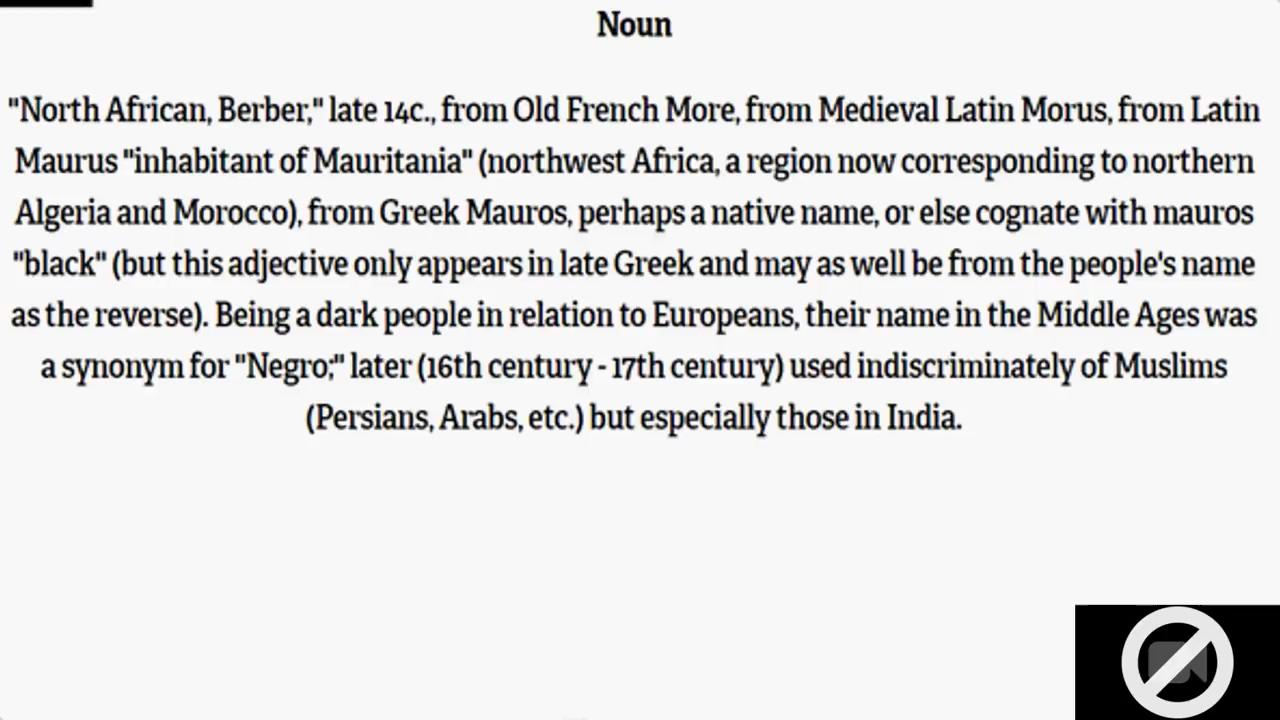 Noun
"North African, Berber," late 14c., from Old French More, from Medieval Latin Morus, from Latin
Maurus "inhabitant of Mauritania" (northwest Africa, a region now corresponding to northern
Algeria and Morocco), from Greek Mauros, perhaps a native name, or else cognate with mauros
"black" (but this adjective only appears in late Greek and may as well be from the people's name
as the reverse). Being a dark people in relation to Europeans, their name in the Middle Ages was
a synonym for "Negro;" later (16th century - 17th century) used indiscriminately of Muslims
(Persians, Arabs, etc.) but especially those in India.